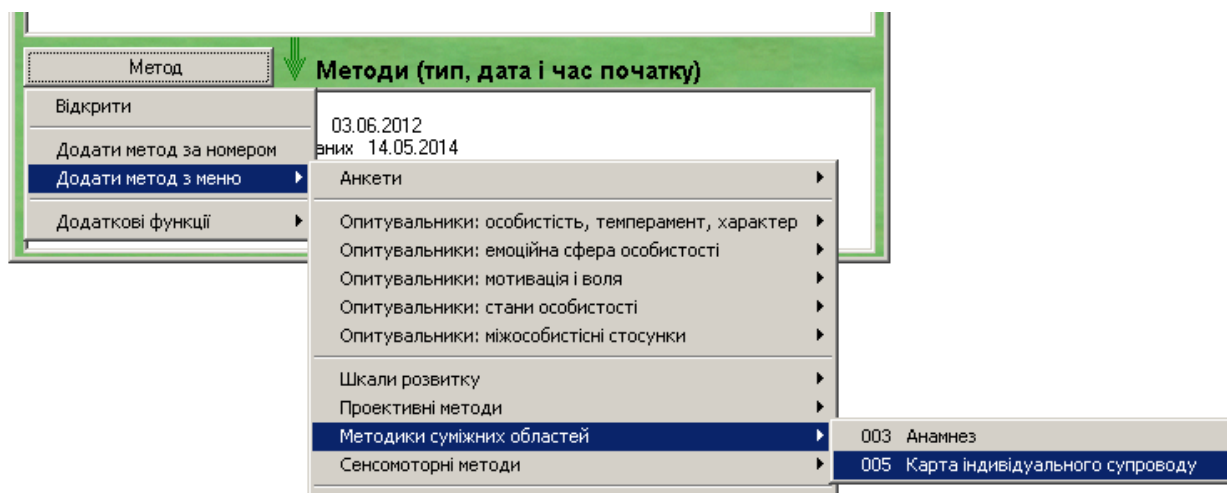 Метод
Методи (тип, дата і час початку)
Відкрити
03.06.2012
Додати метод за номером
14.05.2014
Додати метод з меню
Анкети
Додаткові функції
Опитувальники: особистість, темперамент, характер
Опитувальники: емоційна сфера особистості
Опитувальники: мотивація і воля
Опитувальники: стани особистості
Опитувальники: міжособистісні стосунки
Шкали розвитку
Проективні методи
Методики суміжних областей
003 Анамнез
Сенсомоторні методи
005 Карта індивідуального супроводу